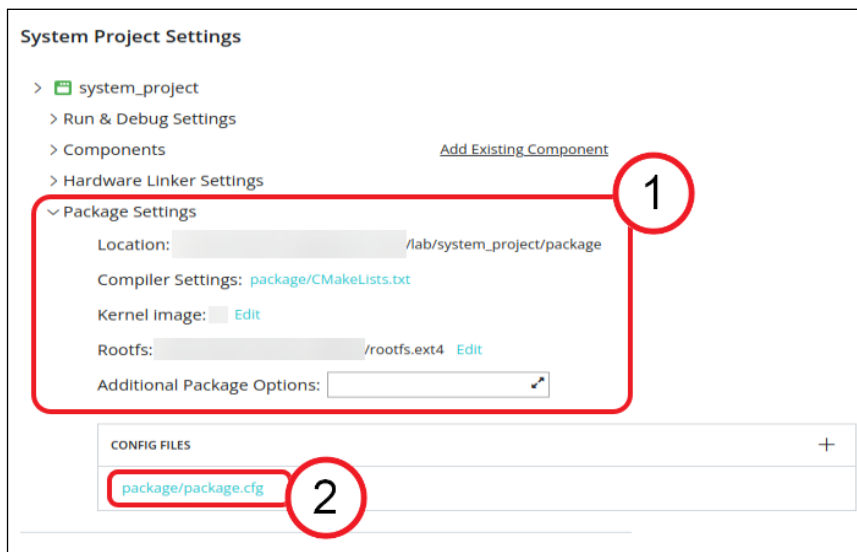 System Project Settings
system_project
Run & Debug Settings
Components Add Existing Component
Hardware Linker Settings
1
Package Settings
Location: /lab/system_project/package
Compiler Settings: package/CMakeLists.txt
Kernel image: Edit
Rootfs: /rootfs.ext4 Edit
Additional Package Options:
CONFIG FILES
package/package.cfg
2